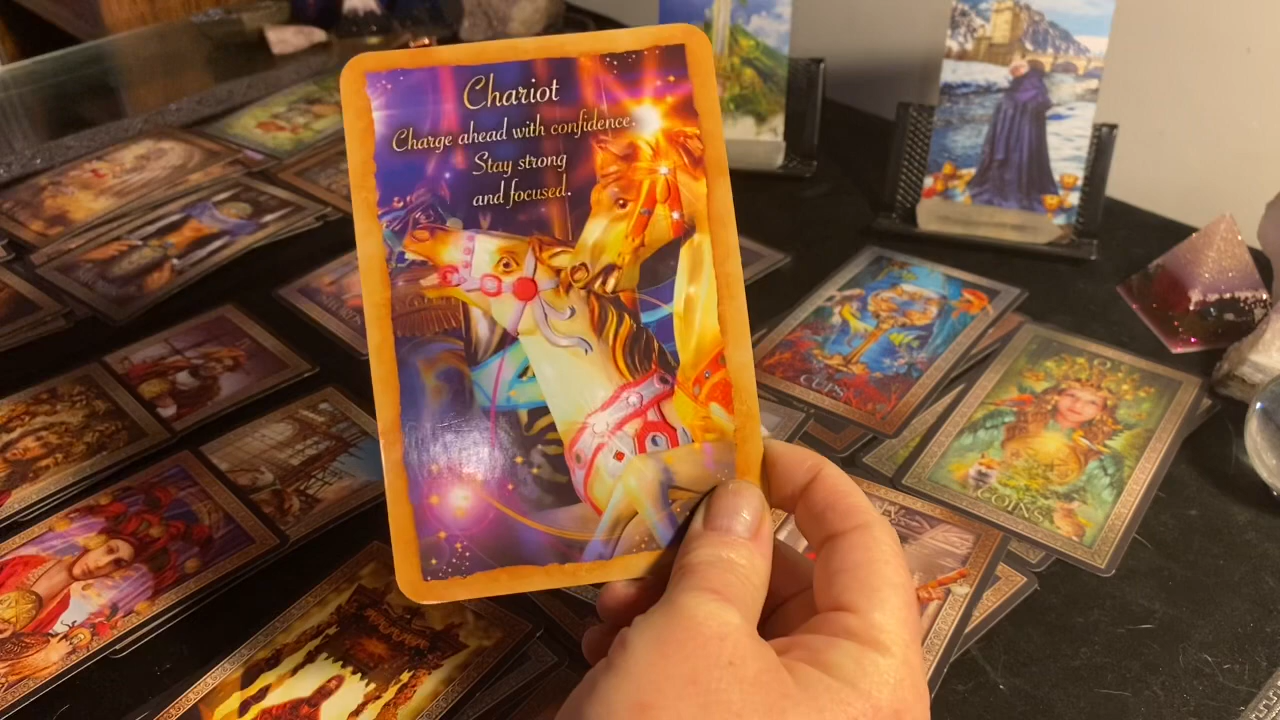 Chariot
Charge ahead with confidence.
Stay strong
and focused.
CUPS
COINS